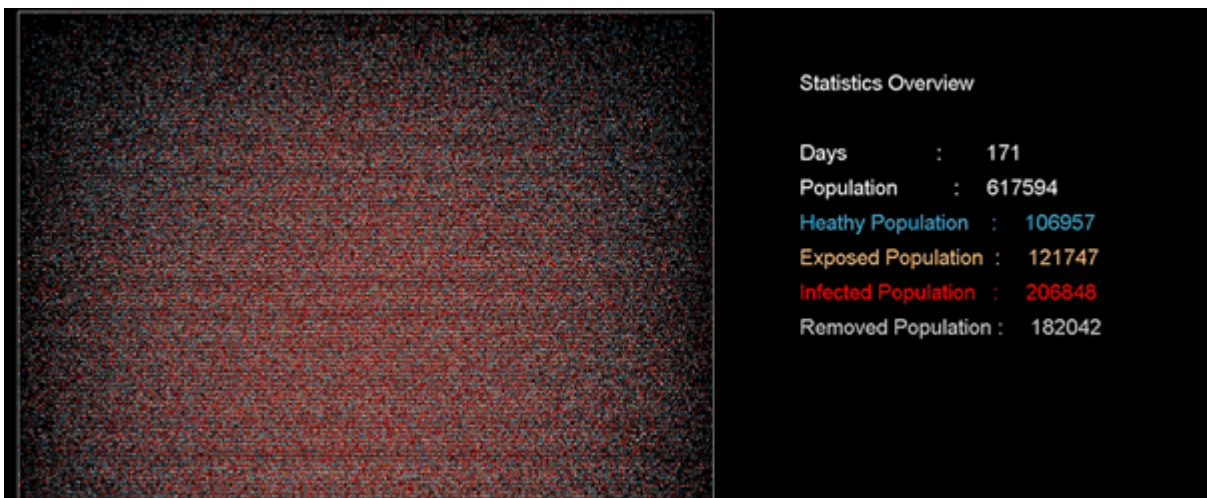 Statistics Overview
Days : 171
Population : 617594
Heathy Population : 106957
Exposed Population : 121747
Infected Population : 206848
Removed Population : 182042